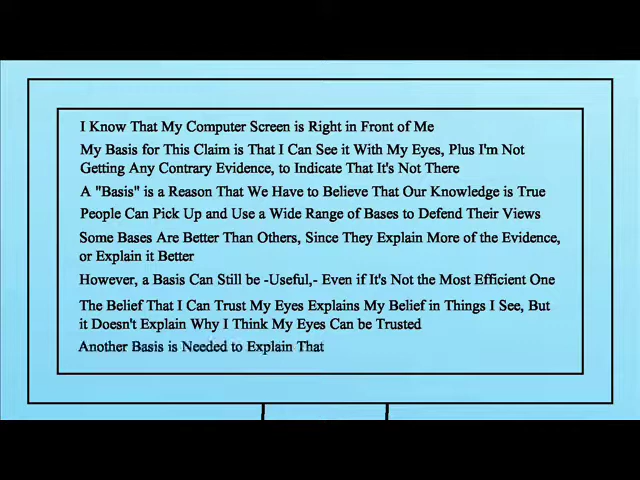 I Know That My Computer Screen is Right in Front of Me
My Basis for This Claim is That I Can See it With My Eyes, Plus I'm Not
Getting Any Contrary Evidence, to Indicate That It's Not There
A "Basis" is a Reason That We Have to Believe That Our Knowledge is True
People Can Pick Up and Use a Wide Range of Bases to Defend Their Views
Some Bases Are Better Than Others, Since They Explain More of the Evidence,
or Explain it Better
However, a Basis Can Still be -Useful,- Even if It's Not the Most Efficient One
The Belief That I Can Trust My Eyes Explains My Belief in Things I See, But
it Doesn't Explain Why I Think My Eyes Can be Trusted
Another Basis is Needed to Explain That